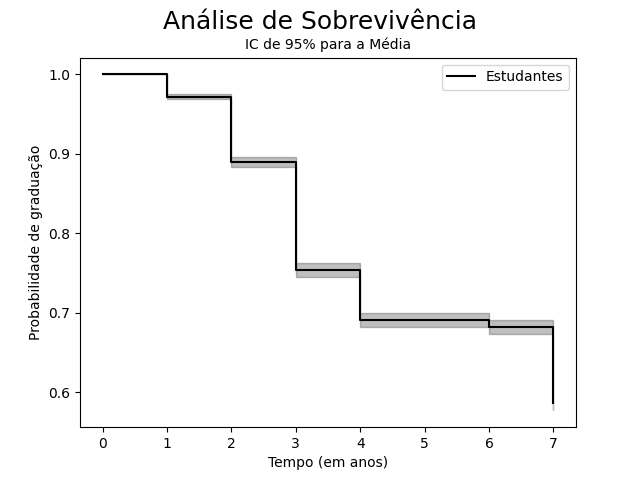 Análise de Sobrevivência
IC de 95% para a Média
Estudantes
Probabilidade de graduação
1.0
0.9
0.8
0.7
0.6
0 1 2 3 4 5 6 7
Tempo (em anos)